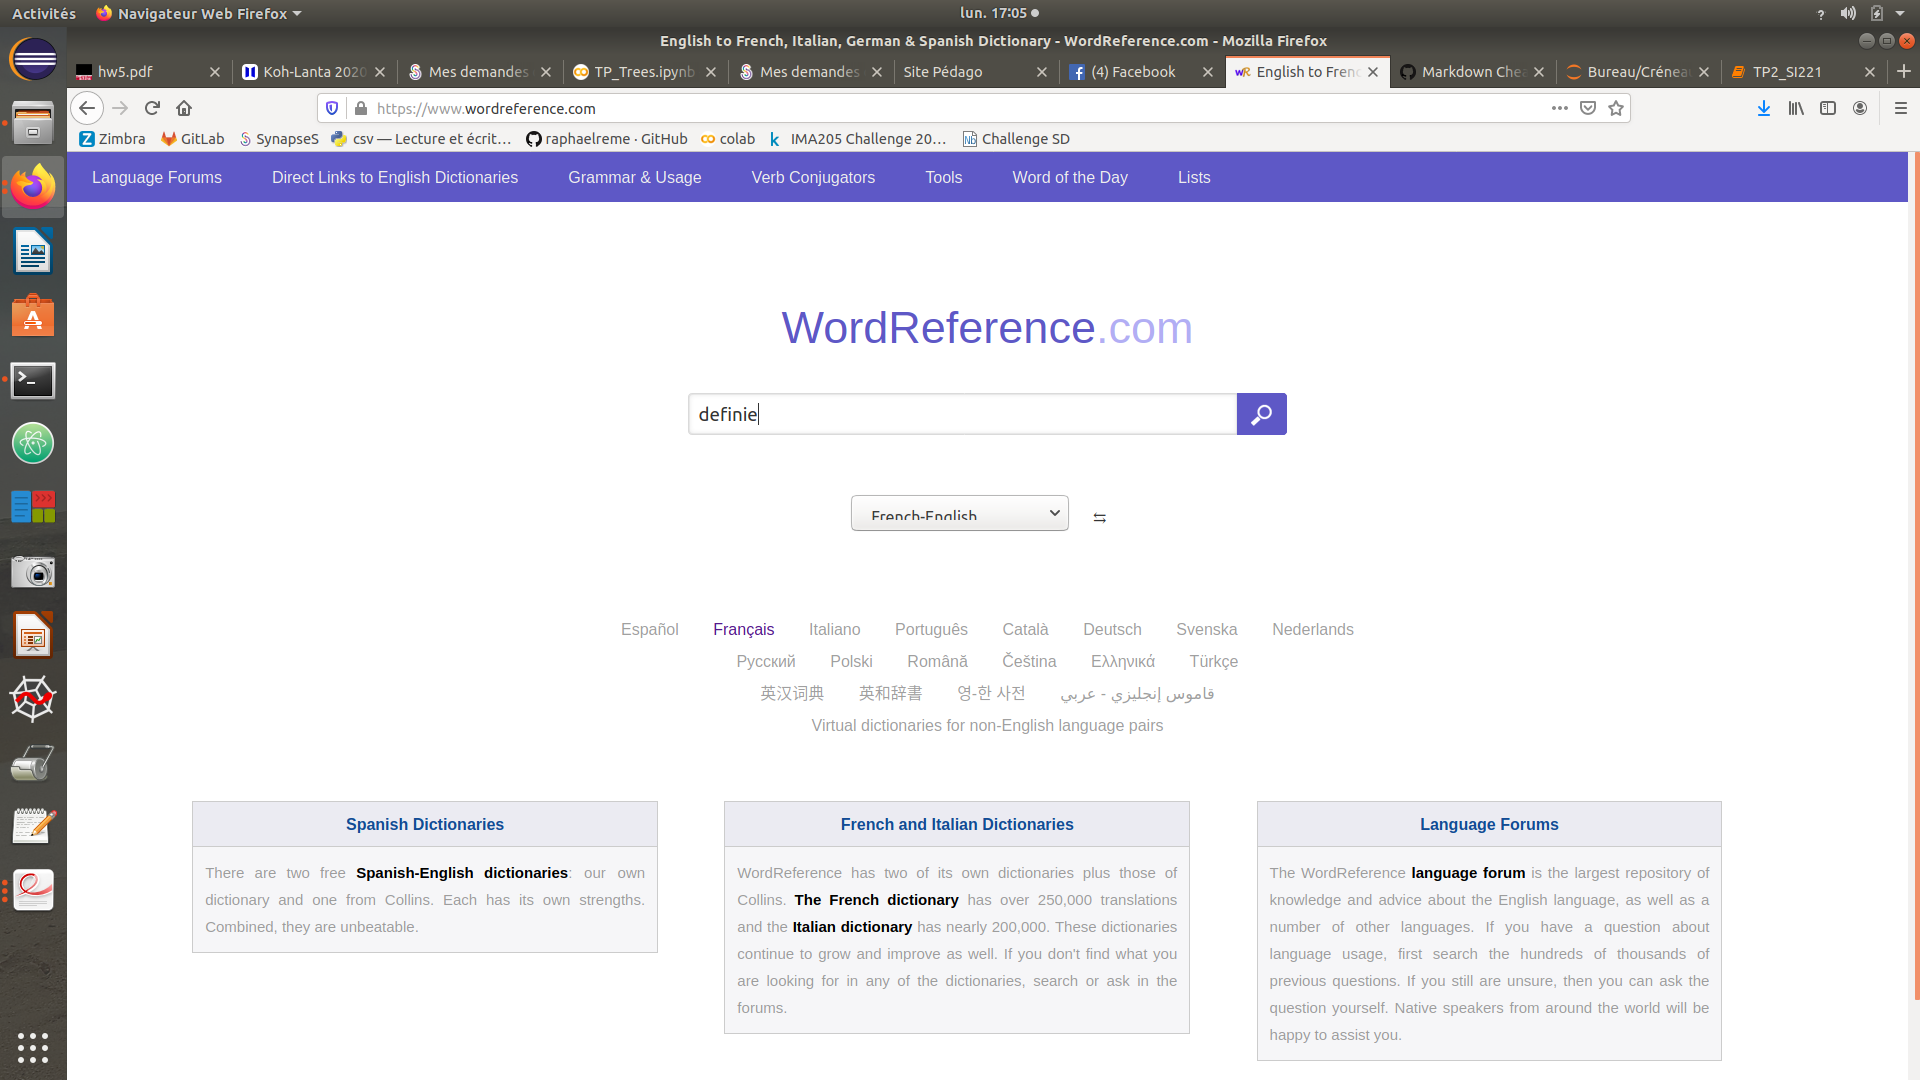 Activités
Navigateur Web Firefox
lun. 17:05
English to French, Italian, German & Spanish Dictionary - WordReference.com - Mozilla Firefox
hw5.pdf
Koh-Lanta 2020
Mes demandes
TP_Trees.ipynb
Mes demandes
Site Pédago
(4) Facebook
English to Fren
Markdown Chea
Bureau/Crénea
TP2_SI221
https://www.wordreference.com
Zimbra
GitLab
SynapseS
csv — Lecture et écrit…
raphaelreme · GitHub
colab
IMA205 Challenge 20…
Challenge SD
Language Forums
Direct Links to English Dictionaries
Grammar & Usage
Verb Conjugators
Tools
Word of the Day
Lists
WordReference.com
definie
French-English
Español Français Italiano Português Català Deutsch Svenska Nederlands
Русский Polski Română Čeština Ελληνικά Türkçe
英汉词典 英和辞書 영-한 사전 قاموس إنجليزي - عربي
Virtual dictionaries for non-English language pairs
Spanish Dictionaries
There are two free Spanish-English dictionaries: our own
dictionary and one from Collins. Each has its own strengths.
Combined, they are unbeatable.
French and Italian Dictionaries
WordReference has two of its own dictionaries plus those of
Collins. The French dictionary has over 250,000 translations
and the Italian dictionary has nearly 200,000. These dictionaries
continue to grow and improve as well. If you don't find what you
are looking for in any of the dictionaries, search or ask in the
forums.
Language Forums
The WordReference language forum is the largest repository of
knowledge and advice about the English language, as well as a
number of other languages. If you have a question about
language usage, first search the hundreds of thousands of
previous questions. If you still are unsure, then you can ask the
question yourself. Native speakers from around the world will be
happy to assist you.